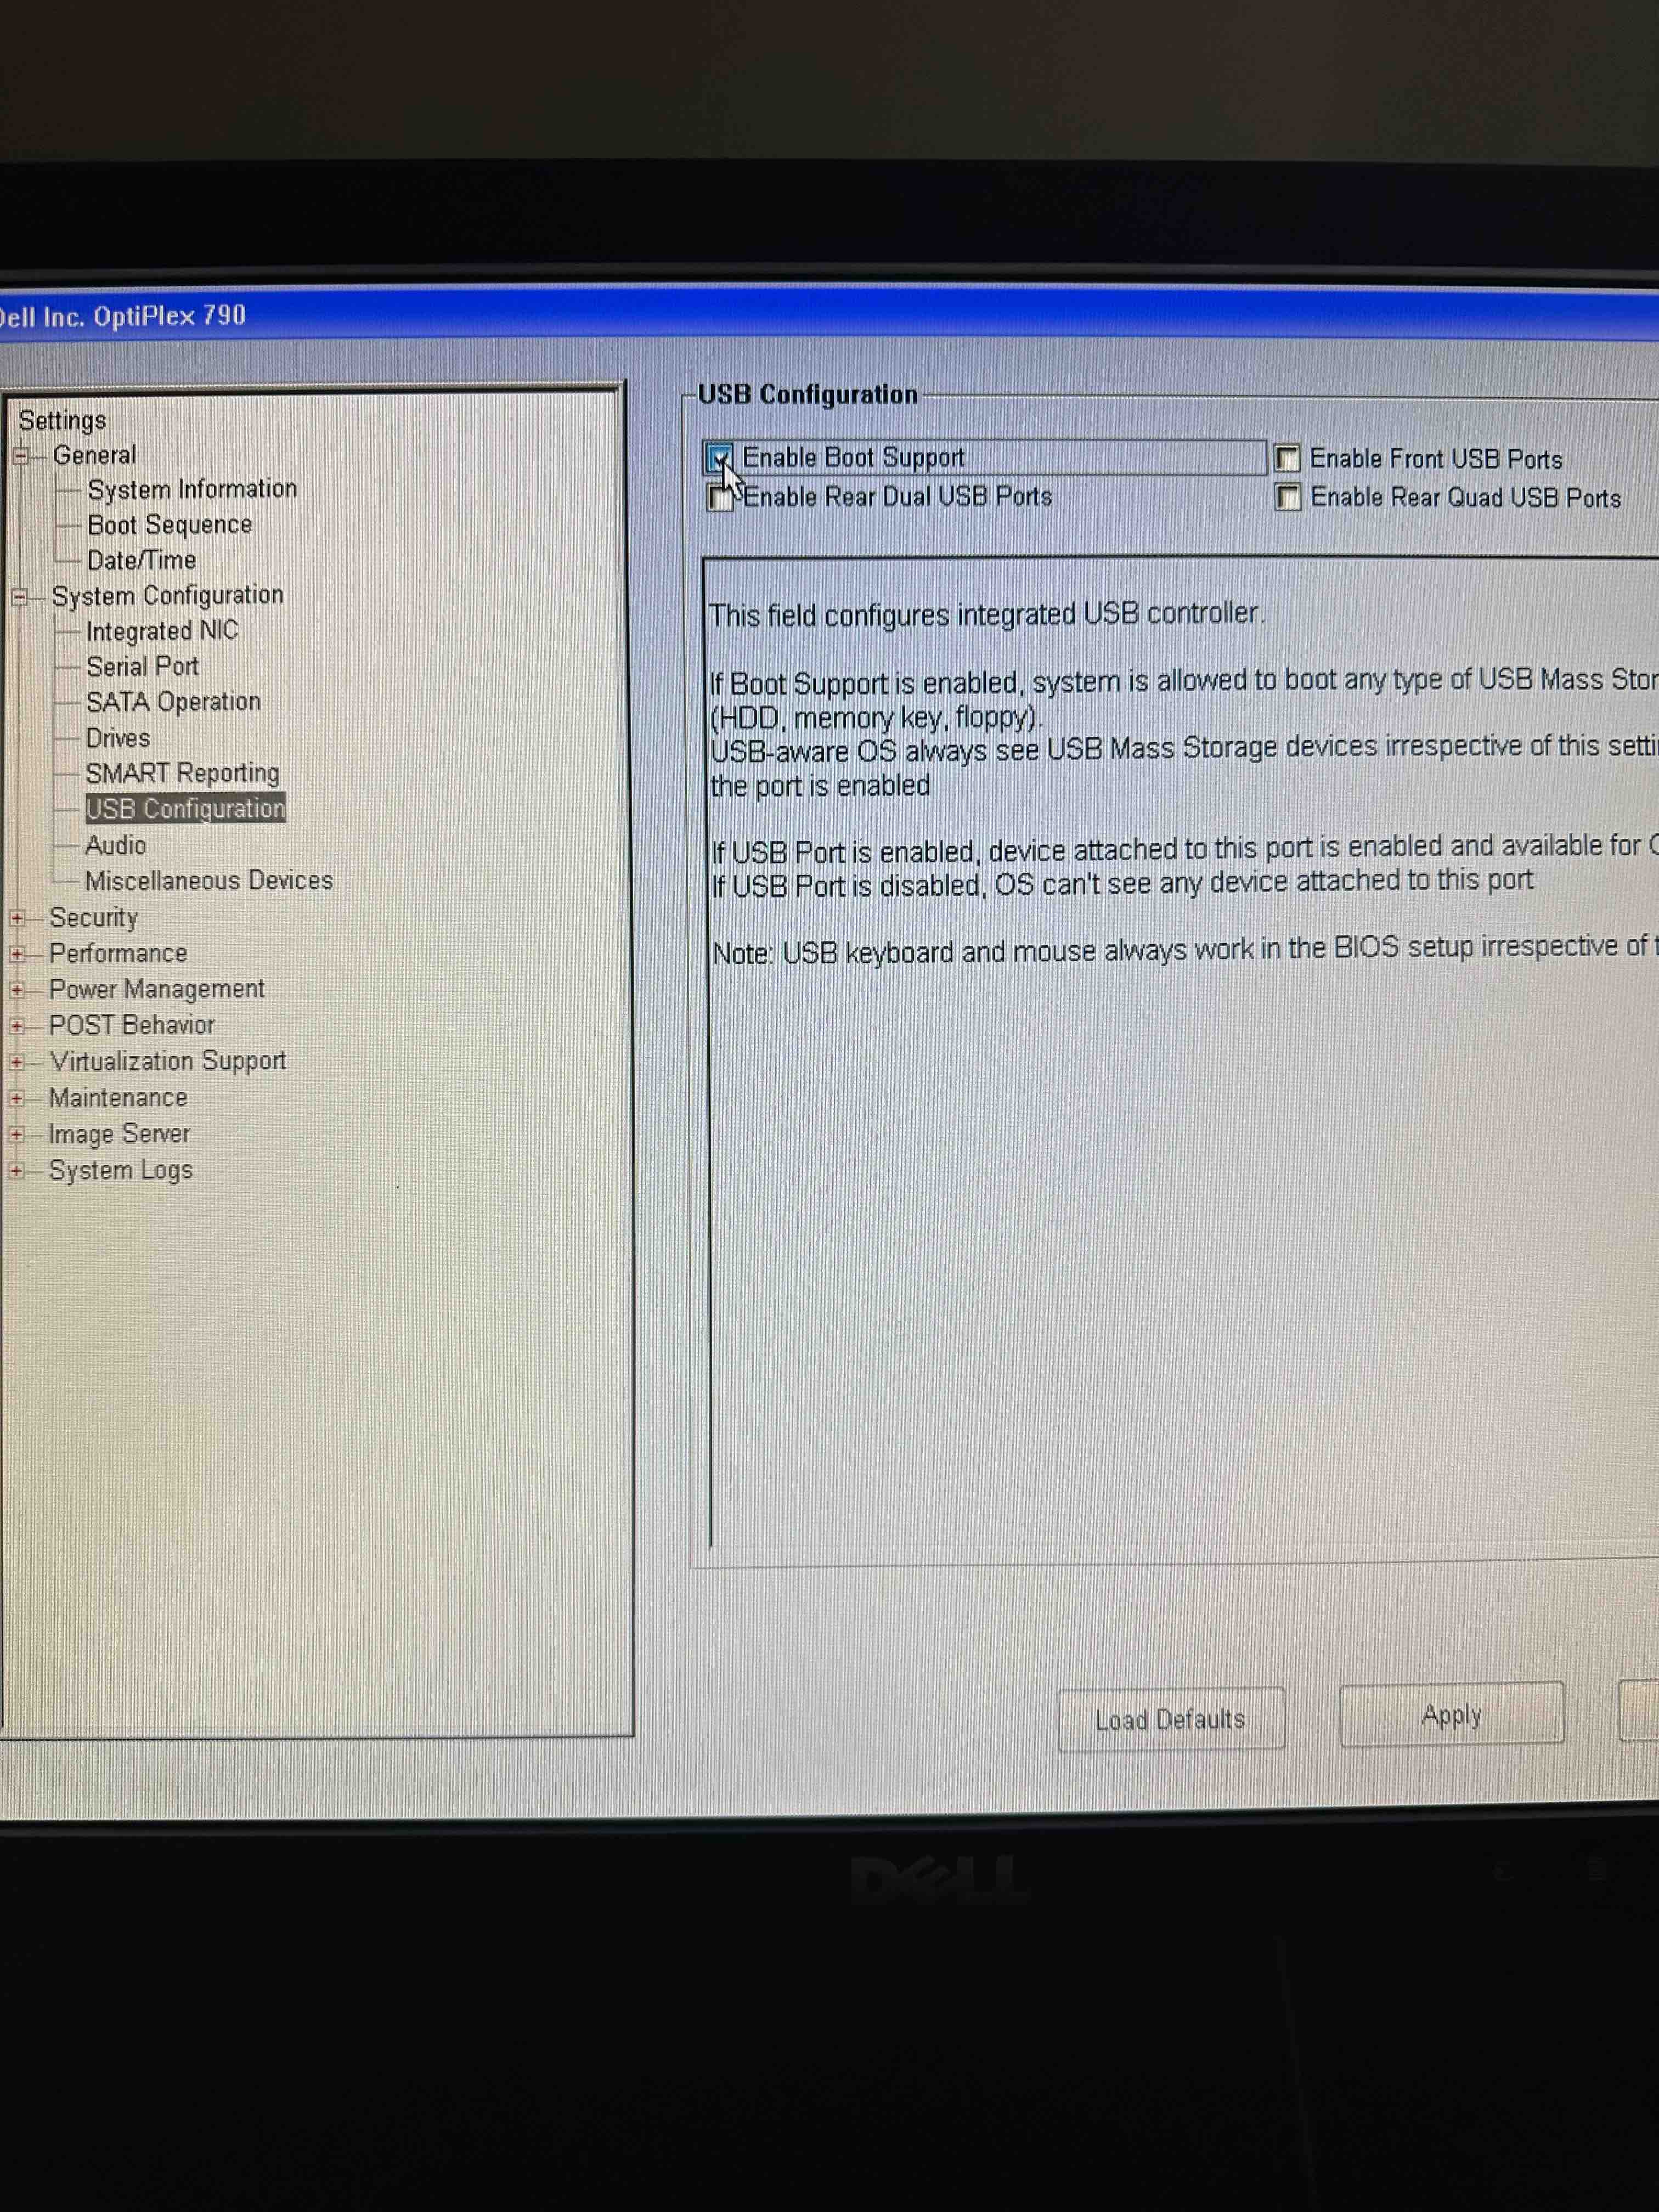 Dell Inc. OptiPlex 790
Settings
General
System Information
Boot Sequence
Date/Time
System Configuration
Integrated NIC
Serial Port
SATA Operation
Drives
SMART Reporting
USB Configuration
Audio
Miscellaneous Devices
Security
Performance
Power Management
POST Behavior
Virtualization Support
Maintenance
Image Server
System Logs
USB Configuration
Enable Boot Support
Enable Front USB Ports
Enable Rear Dual USB Ports
Enable Rear Quad USB Ports
This field configures integrated USB controller.
If Boot Support is enabled, system is allowed to boot any type of USB Mass Stor
(HDD, memory key, floppy).
USB-aware OS always see USB Mass Storage devices irrespective of this setti
the port is enabled
If USB Port is enabled, device attached to this port is enabled and available for
If USB Port is disabled, OS can't see any device attached to this port
Note: USB keyboard and mouse always work in the BIOS setup irrespective of t
Load Defaults
Apply
DELL